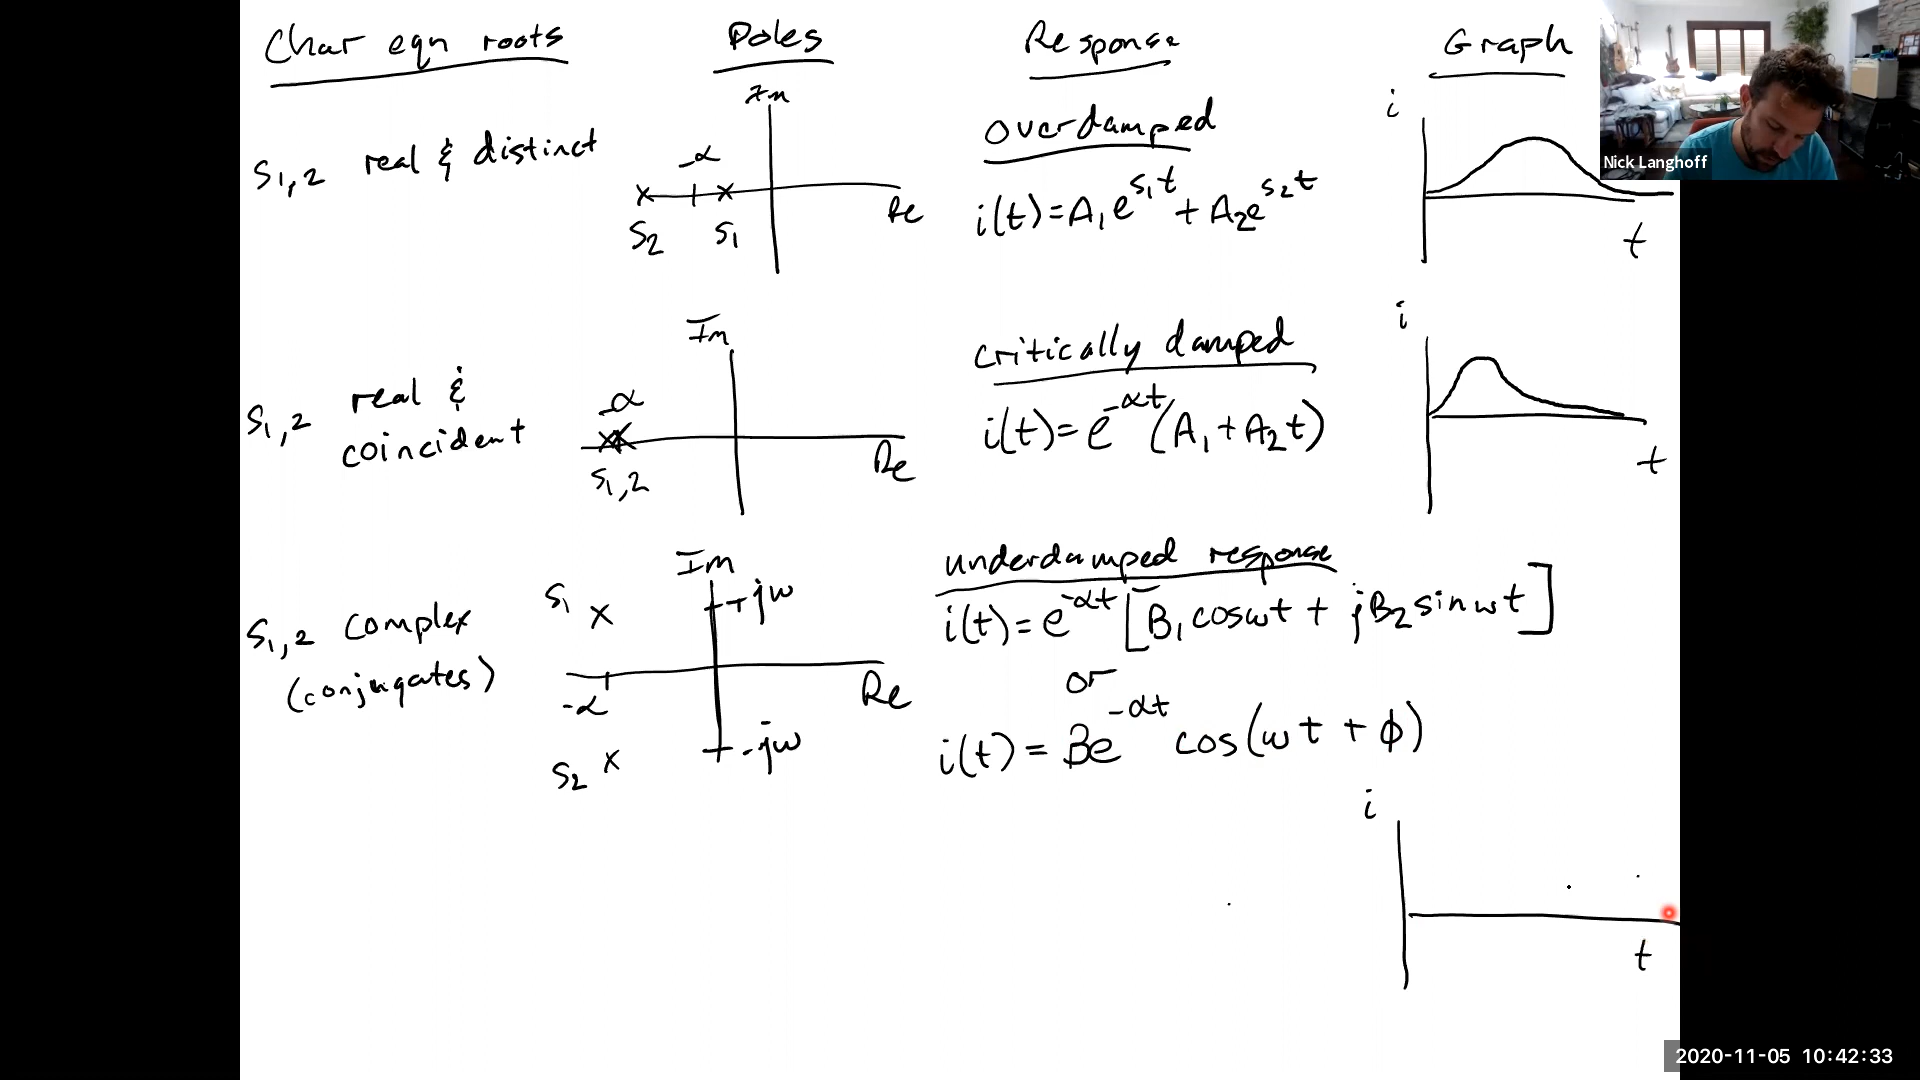 Char eqn roots
Poles
Response
Graph
S1,2 real & distinct
Im
-α
Re
S2
S1
overdamped
i(t)=A1e^s1t + A2e^s2t
i
t
Nick Langhoff
S1,2 real & coincident
Im
-α
Re
S1,2
critically damped
i(t)=e^-αt(A1+A2t)
i
t
S1,2 complex
(conjugates)
Im
S1
+jω
-α
Re
-jω
S2
underdamped response
i(t)=e^-αt[B1cosωt + jB2sinωt]
or
i(t) = Be^-αt cos(ωt + ϕ)
i
t
2020-11-05 10:42:33